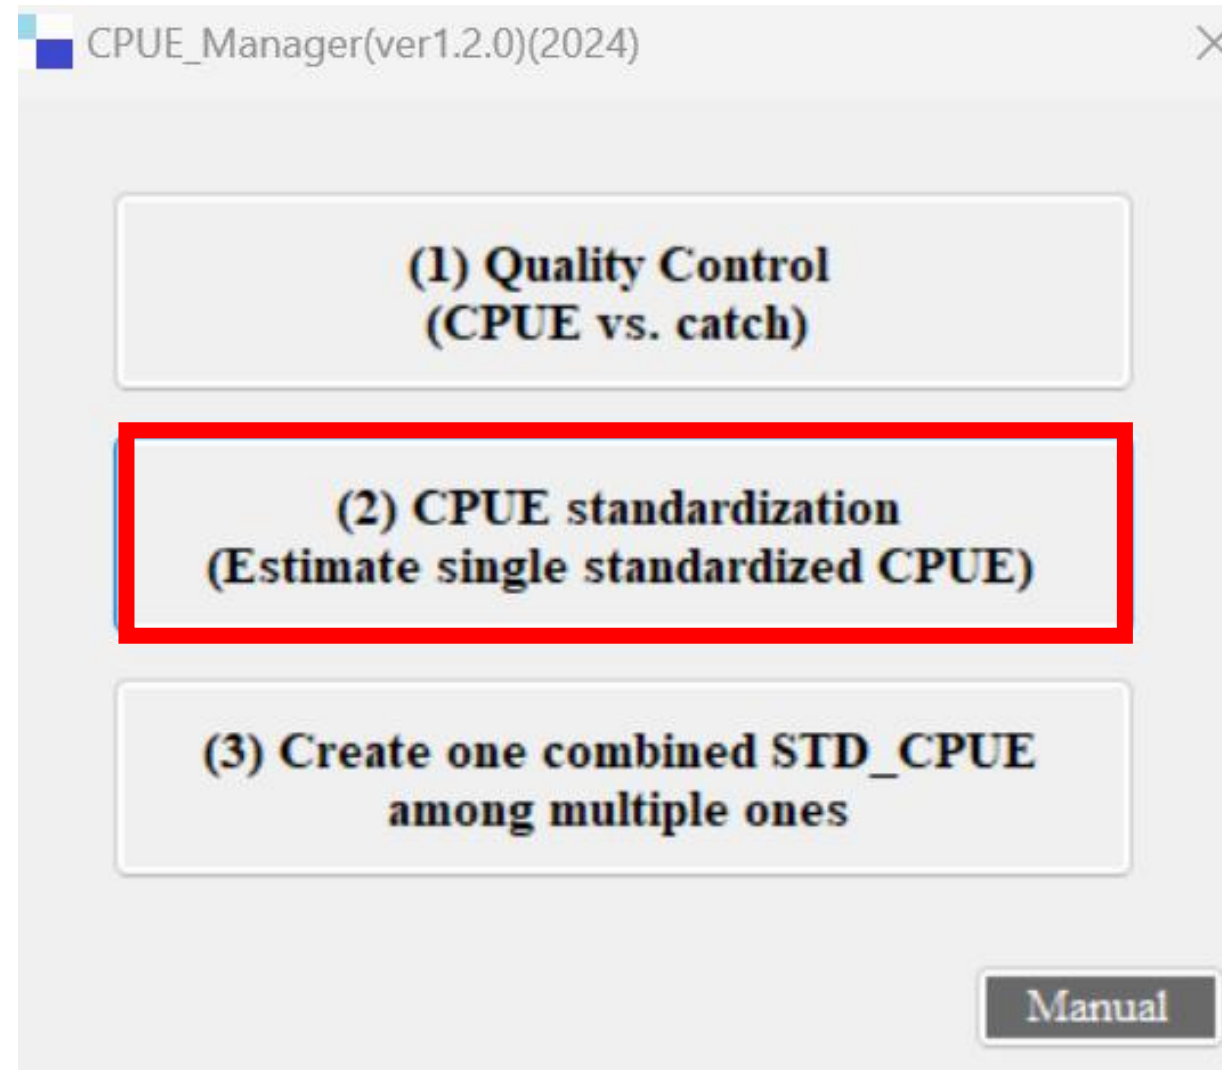 CPUE_Manager(ver1.2.0)(2024)
(1) Quality Control
(CPUE vs. catch)
(2) CPUE standardization
(Estimate single standardized CPUE)
(3) Create one combined STD_CPUE
among multiple ones
Manual